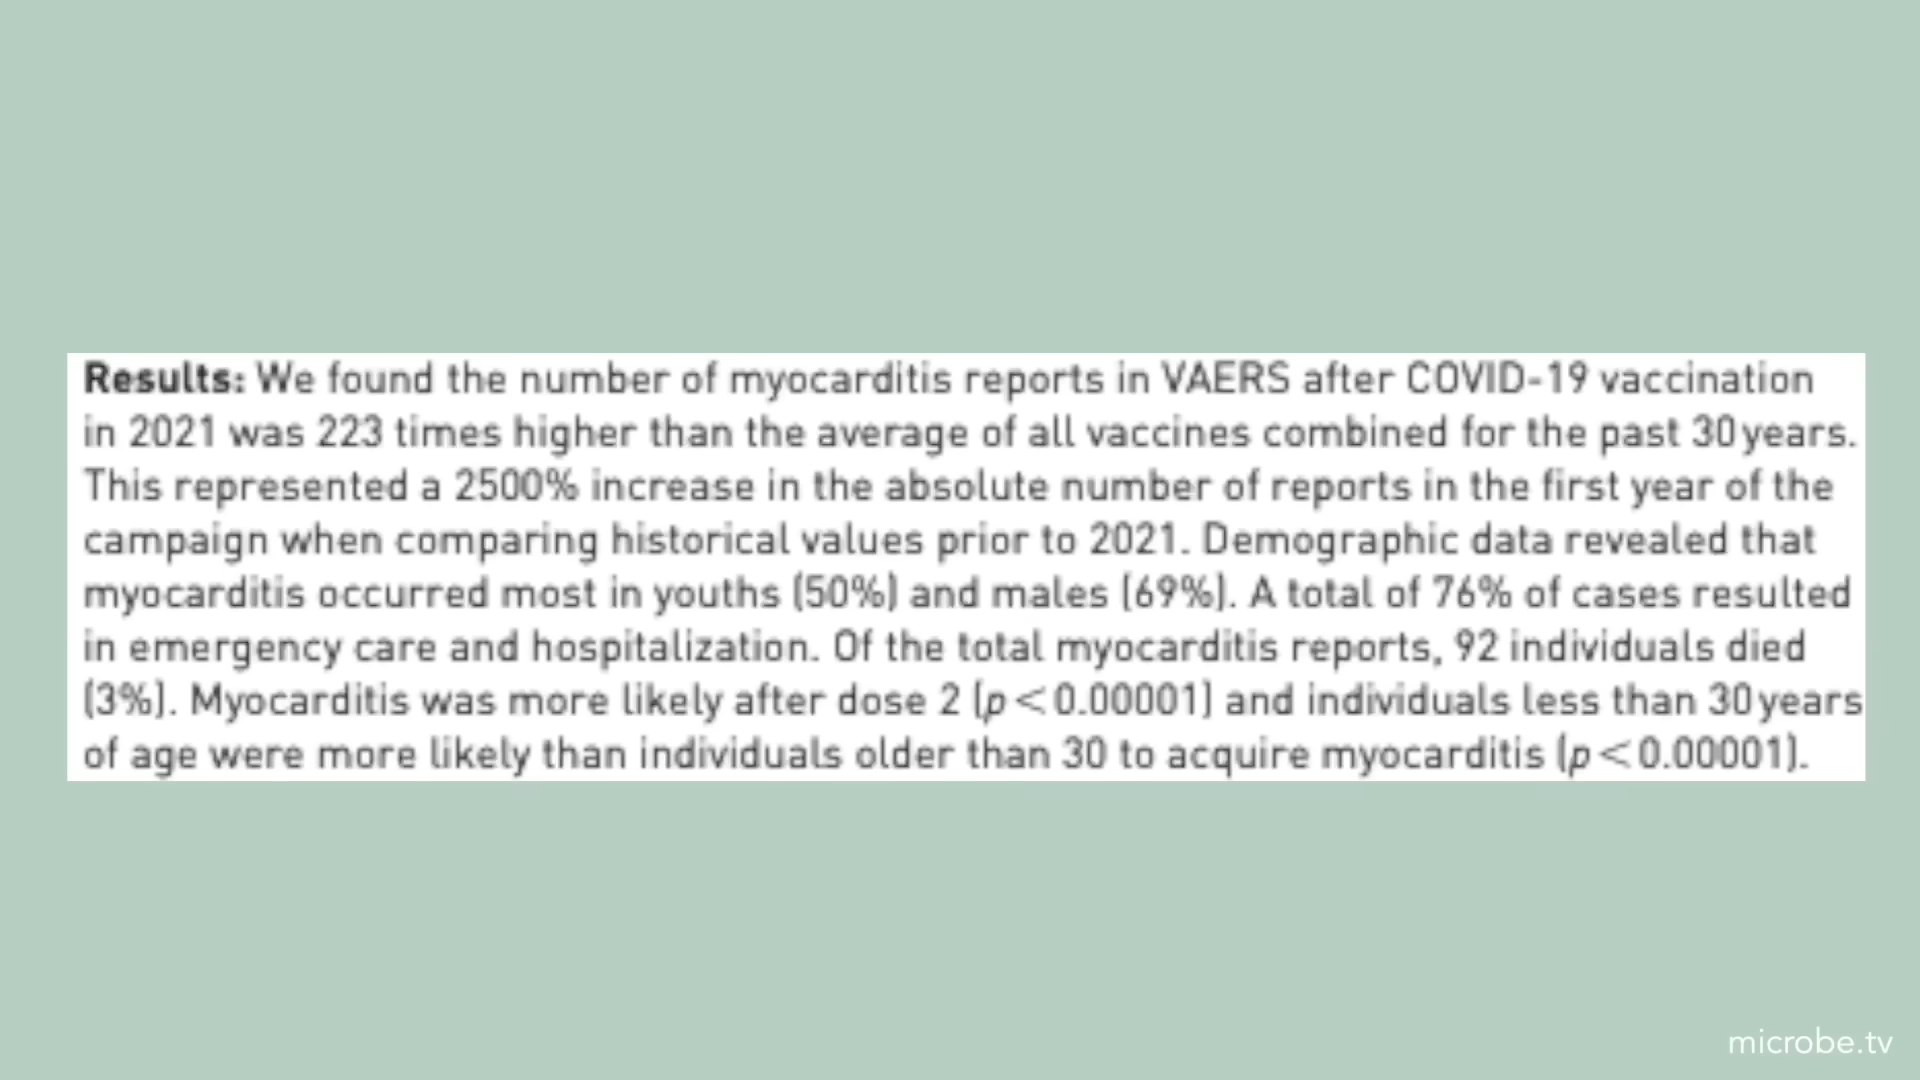 Results: We found the number of myocarditis reports in VAERS after COVID-19 vaccination
in 2021 was 223 times higher than the average of all vaccines combined for the past 30 years.
This represented a 2500% increase in the absolute number of reports in the first year of the
campaign when comparing historical values prior to 2021. Demographic data revealed that
myocarditis occurred most in youths (50%) and males (69%). A total of 76% of cases resulted
in emergency care and hospitalization. Of the total myocarditis reports, 92 individuals died
(3%). Myocarditis was more likely after dose 2 (p < 0.00001) and individuals less than 30 years
of age were more likely than individuals older than 30 to acquire myocarditis (p < 0.00001).
microbe.tv